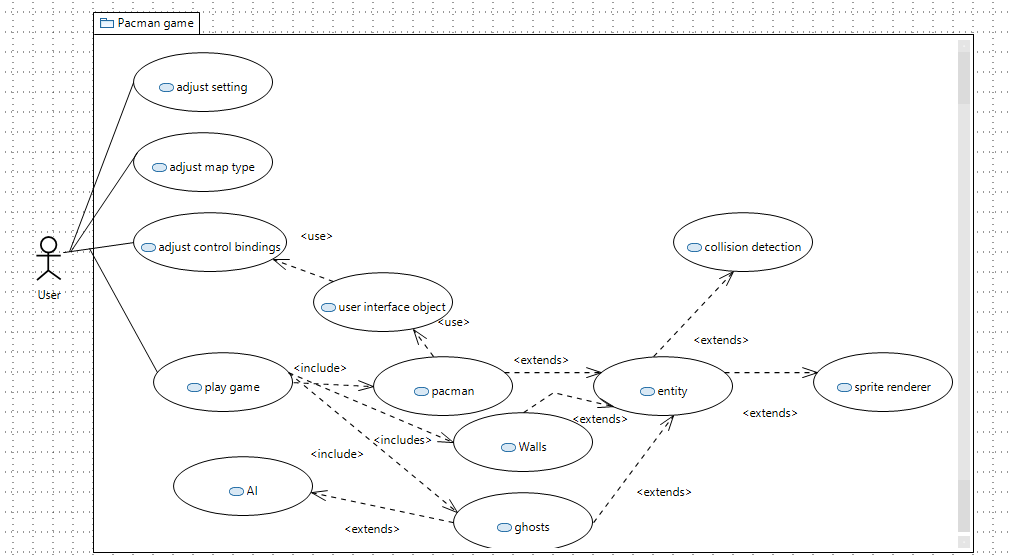 Pacman game
adjust setting
adjust map type
adjust control bindings
<use>
collision detection
User
user interface object
<use>
<extends>
<include>
<extends>
play game
pacman
entity
sprite renderer
<extends>
<extends>
<includes>
Walls
<include>
AI
<extends>
ghosts
<extends>